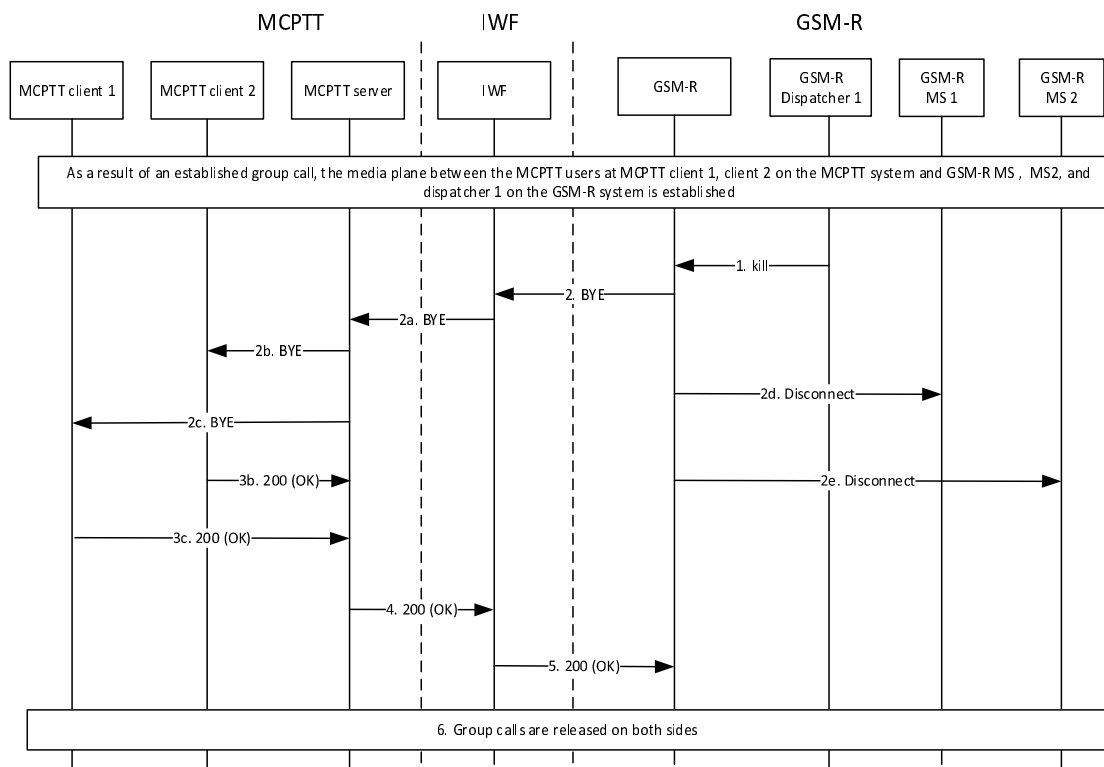 MCPTT
IWF
GSM-R
MCPTT client 1
MCPTT client 2
MCPTT server
IWF
GSM-R
GSM-R
Dispatcher 1
GSM-R
MS 1
GSM-R
MS 2
As a result of an established group call, the media plane between the MCPTT users at MCPTT client 1, client 2 on the MCPTT system and GSM-R MS , MS2, and
dispatcher 1 on the GSM-R system is established
1. kill
2. BYE
2a. BYE
2b. BYE
2d. Disconnect
2c. BYE
3b. 200 (OK)
2e. Disconnect
3c. 200 (OK)
4. 200 (OK)
5. 200 (OK)
6. Group calls are released on both sides